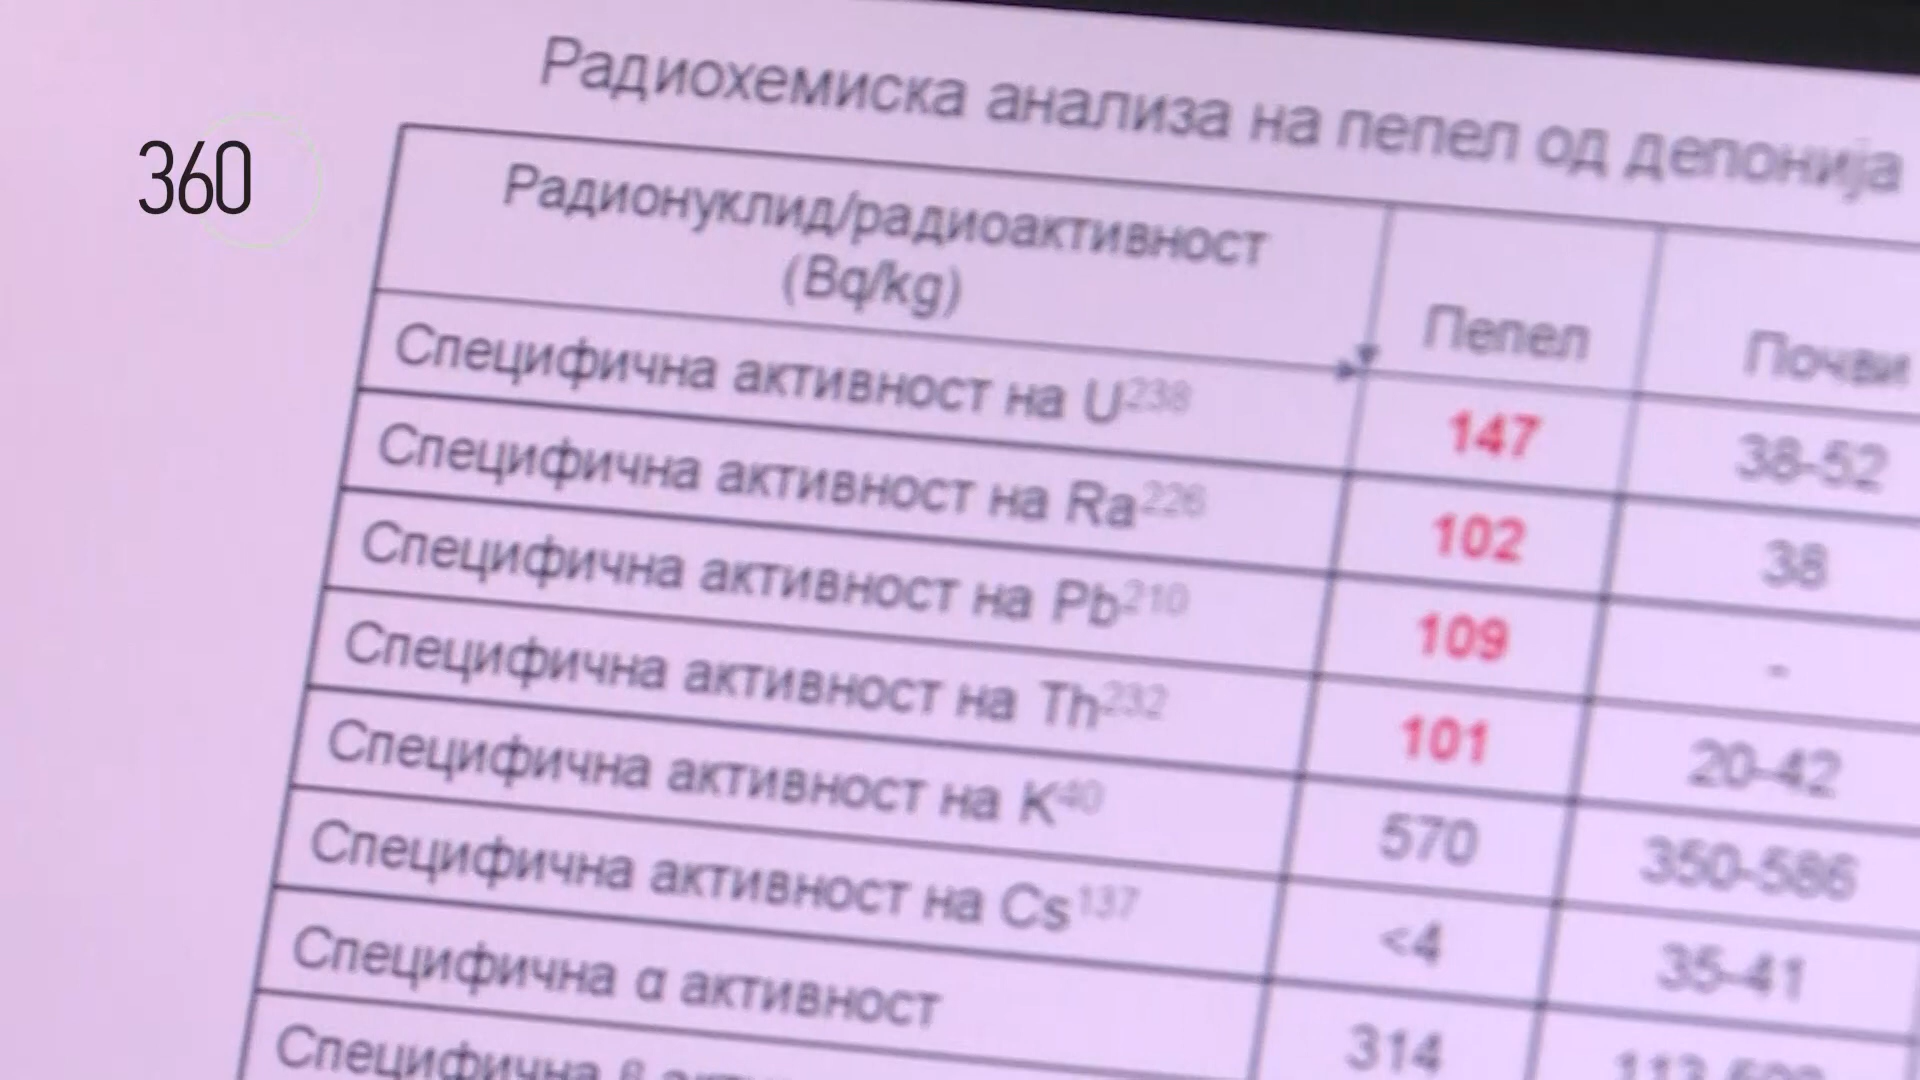 360
Радиохемиска анализа на пепел од депонија
Радионуклид/радиоактивност
(Bq/kg)
Пепел
Почви
Специфична активност на U238 147 38-52
Специфична активност на Ra226 102 38
Специфична активност на Pb210 109 -
Специфична активност на Th232 101 20-42
Специфична активност на K40 570 350-586
Специфична активност на Cs137 <4 35-41
Специфична α активност 314
Специфична β